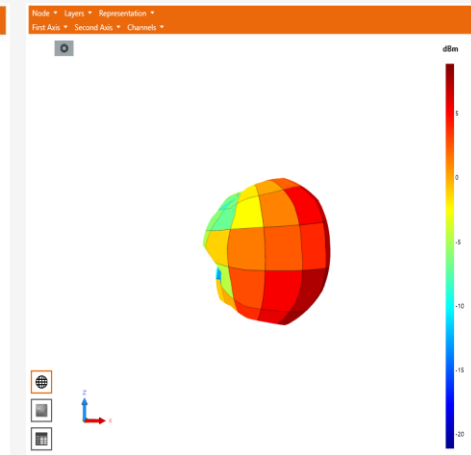 Node Layers Representation
First Axis Second Axis Channels
dBm
5
0
-5
-10
-15
-20
z
x